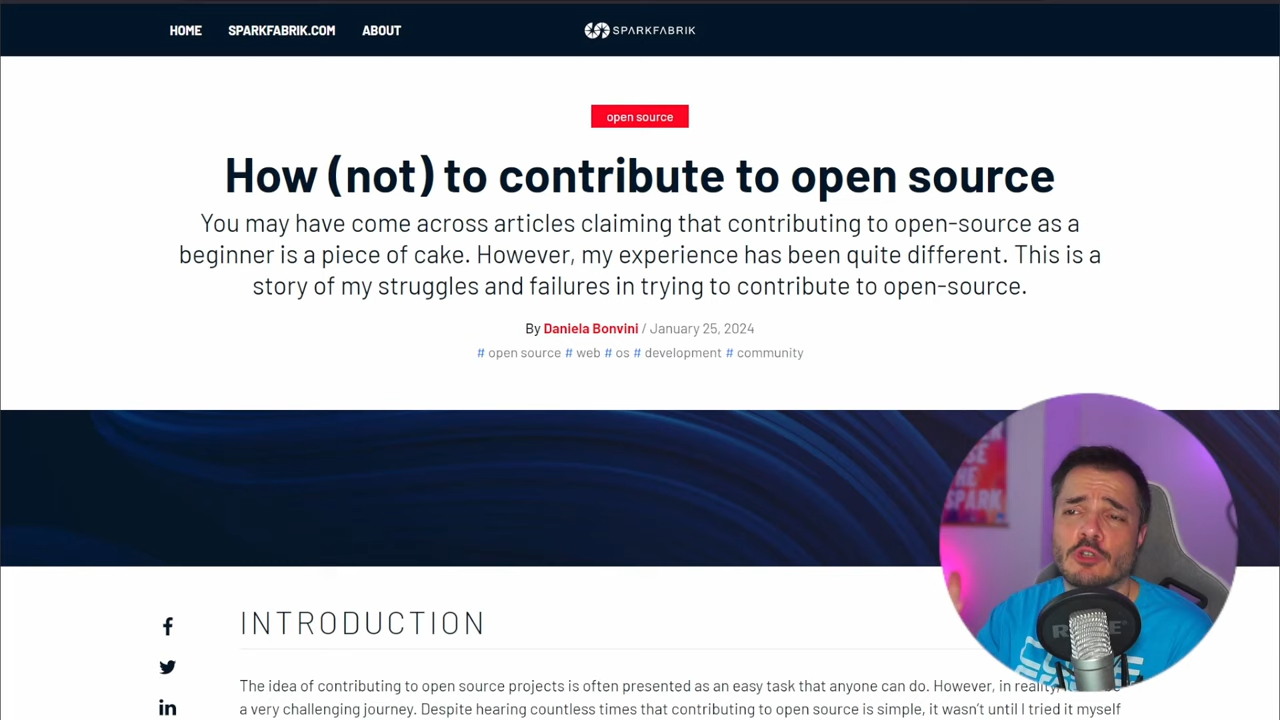 HOME SPARKFABRIK.COM ABOUT SPARKFABRIK
open source
How (not) to contribute to open source
You may have come across articles claiming that contributing to open-source as a
beginner is a piece of cake. However, my experience has been quite different. This is a
story of my struggles and failures in trying to contribute to open-source.
By Daniela Bonvini / January 25, 2024
# open source # web # os # development # community
INTRODUCTION
The idea of contributing to open source projects is often presented as an easy task that anyone can do. However, in reality,
a very challenging journey. Despite hearing countless times that contributing to open source is simple, it wasn't until I tried it myself
SE
HE
SPARK